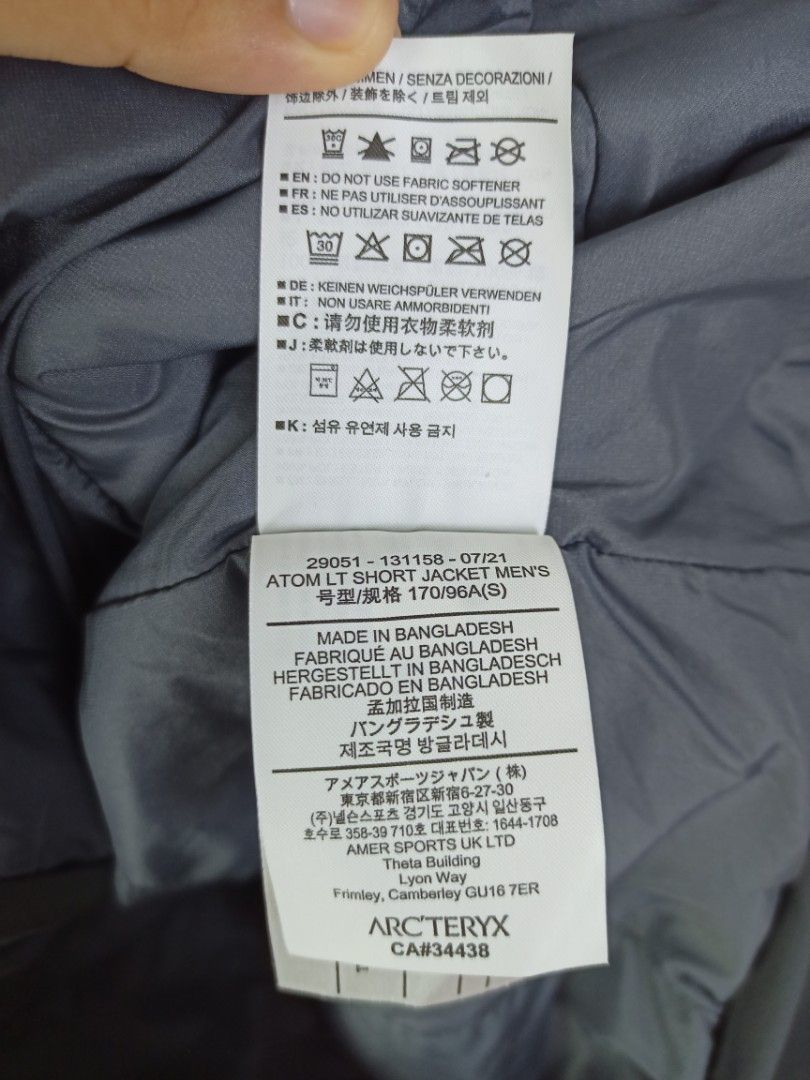 MEN / SENZA DECORAZIONI /
饰边除外 / 装飾を除く / 트림 제외
30°C
■ EN : DO NOT USE FABRIC SOFTENER
■ FR : NE PAS UTILISER D'ASSOUPLISSANT
■ ES : NO UTILIZAR SUAVIZANTE DE TELAS
30
■ DE : KEINEN WEICHSPÜLER VERWENDEN
■ IT : NON USARE AMMORBIDENTI
■ C : 请勿使用衣物柔软剂
■ J : 柔軟剤は使用しないで下さい。
■ K : 섬유 유연제 사용 금지
29051 - 131158 - 07/21
ATOM LT SHORT JACKET MEN'S
号型/规格 170/96A(S)
MADE IN BANGLADESH
FABRIQUÉ AU BANGLADESH
HERGESTELLT IN BANGLADESCH
FABRICADO EN BANGLADESH
孟加拉国制造
バングラデシュ製
제조국명 방글라데시
アメアスポーツジャパン ( 株)
東京都新宿区新宿6-27-30
(주)넬슨스포츠 경기도 고양시 일산동구
호수로 358-39 710호 대표번호: 1644-1708
AMER SPORTS UK LTD
Theta Building
Lyon Way
Frimley, Camberley GU16 7ER
ARC'TERYX
CA#34438